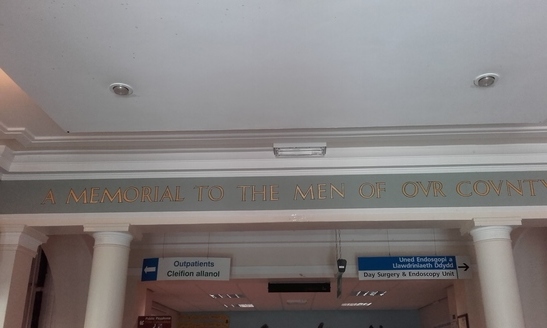 A MEMORIAL TO THE MEN OF OVR COVNTY
Outpatients
Cleifion allanol
Uned Endosgopi a
Llawdriniaeth Ddydd
Day Surgery & Endoscopy Unit